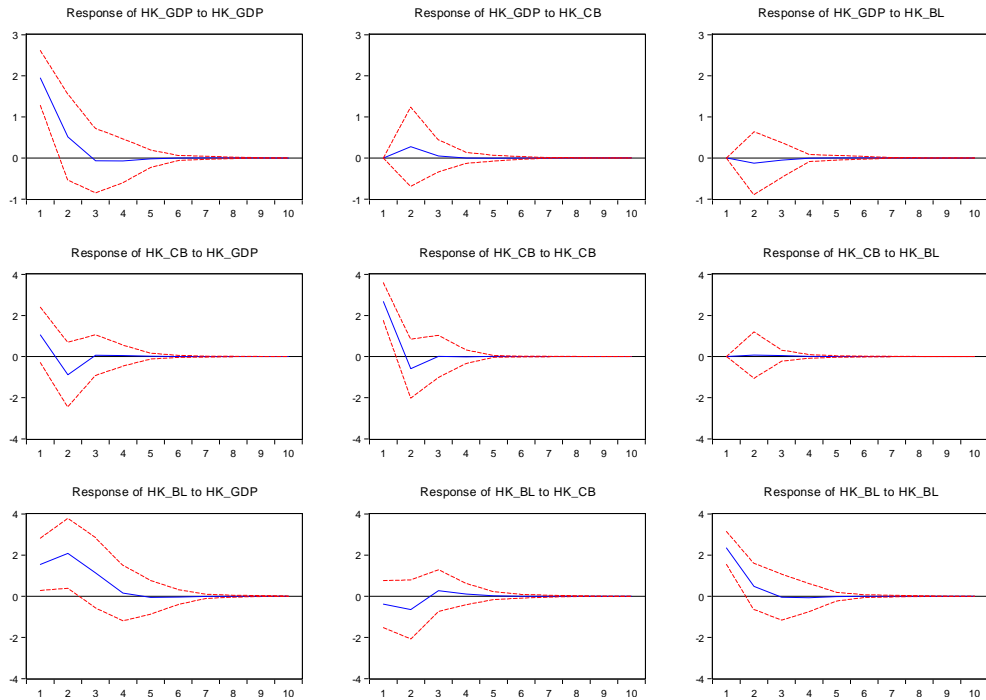 Response of HK_GDP to HK_GDP
Response of HK_GDP to HK_CB
Response of HK_GDP to HK_BL
3
2
1
0
-1
1 2 3 4 5 6 7 8 9 10
3
2
1
0
-1
1 2 3 4 5 6 7 8 9 10
3
2
1
0
-1
1 2 3 4 5 6 7 8 9 10
Response of HK_CB to HK_GDP
Response of HK_CB to HK_CB
Response of HK_CB to HK_BL
4
2
0
-2
-4
1 2 3 4 5 6 7 8 9 10
4
2
0
-2
-4
1 2 3 4 5 6 7 8 9 10
4
2
0
-2
-4
1 2 3 4 5 6 7 8 9 10
Response of HK_BL to HK_GDP
Response of HK_BL to HK_CB
Response of HK_BL to HK_BL
4
2
0
-2
-4
1 2 3 4 5 6 7 8 9 10
4
2
0
-2
-4
1 2 3 4 5 6 7 8 9 10
4
2
0
-2
-4
1 2 3 4 5 6 7 8 9 10